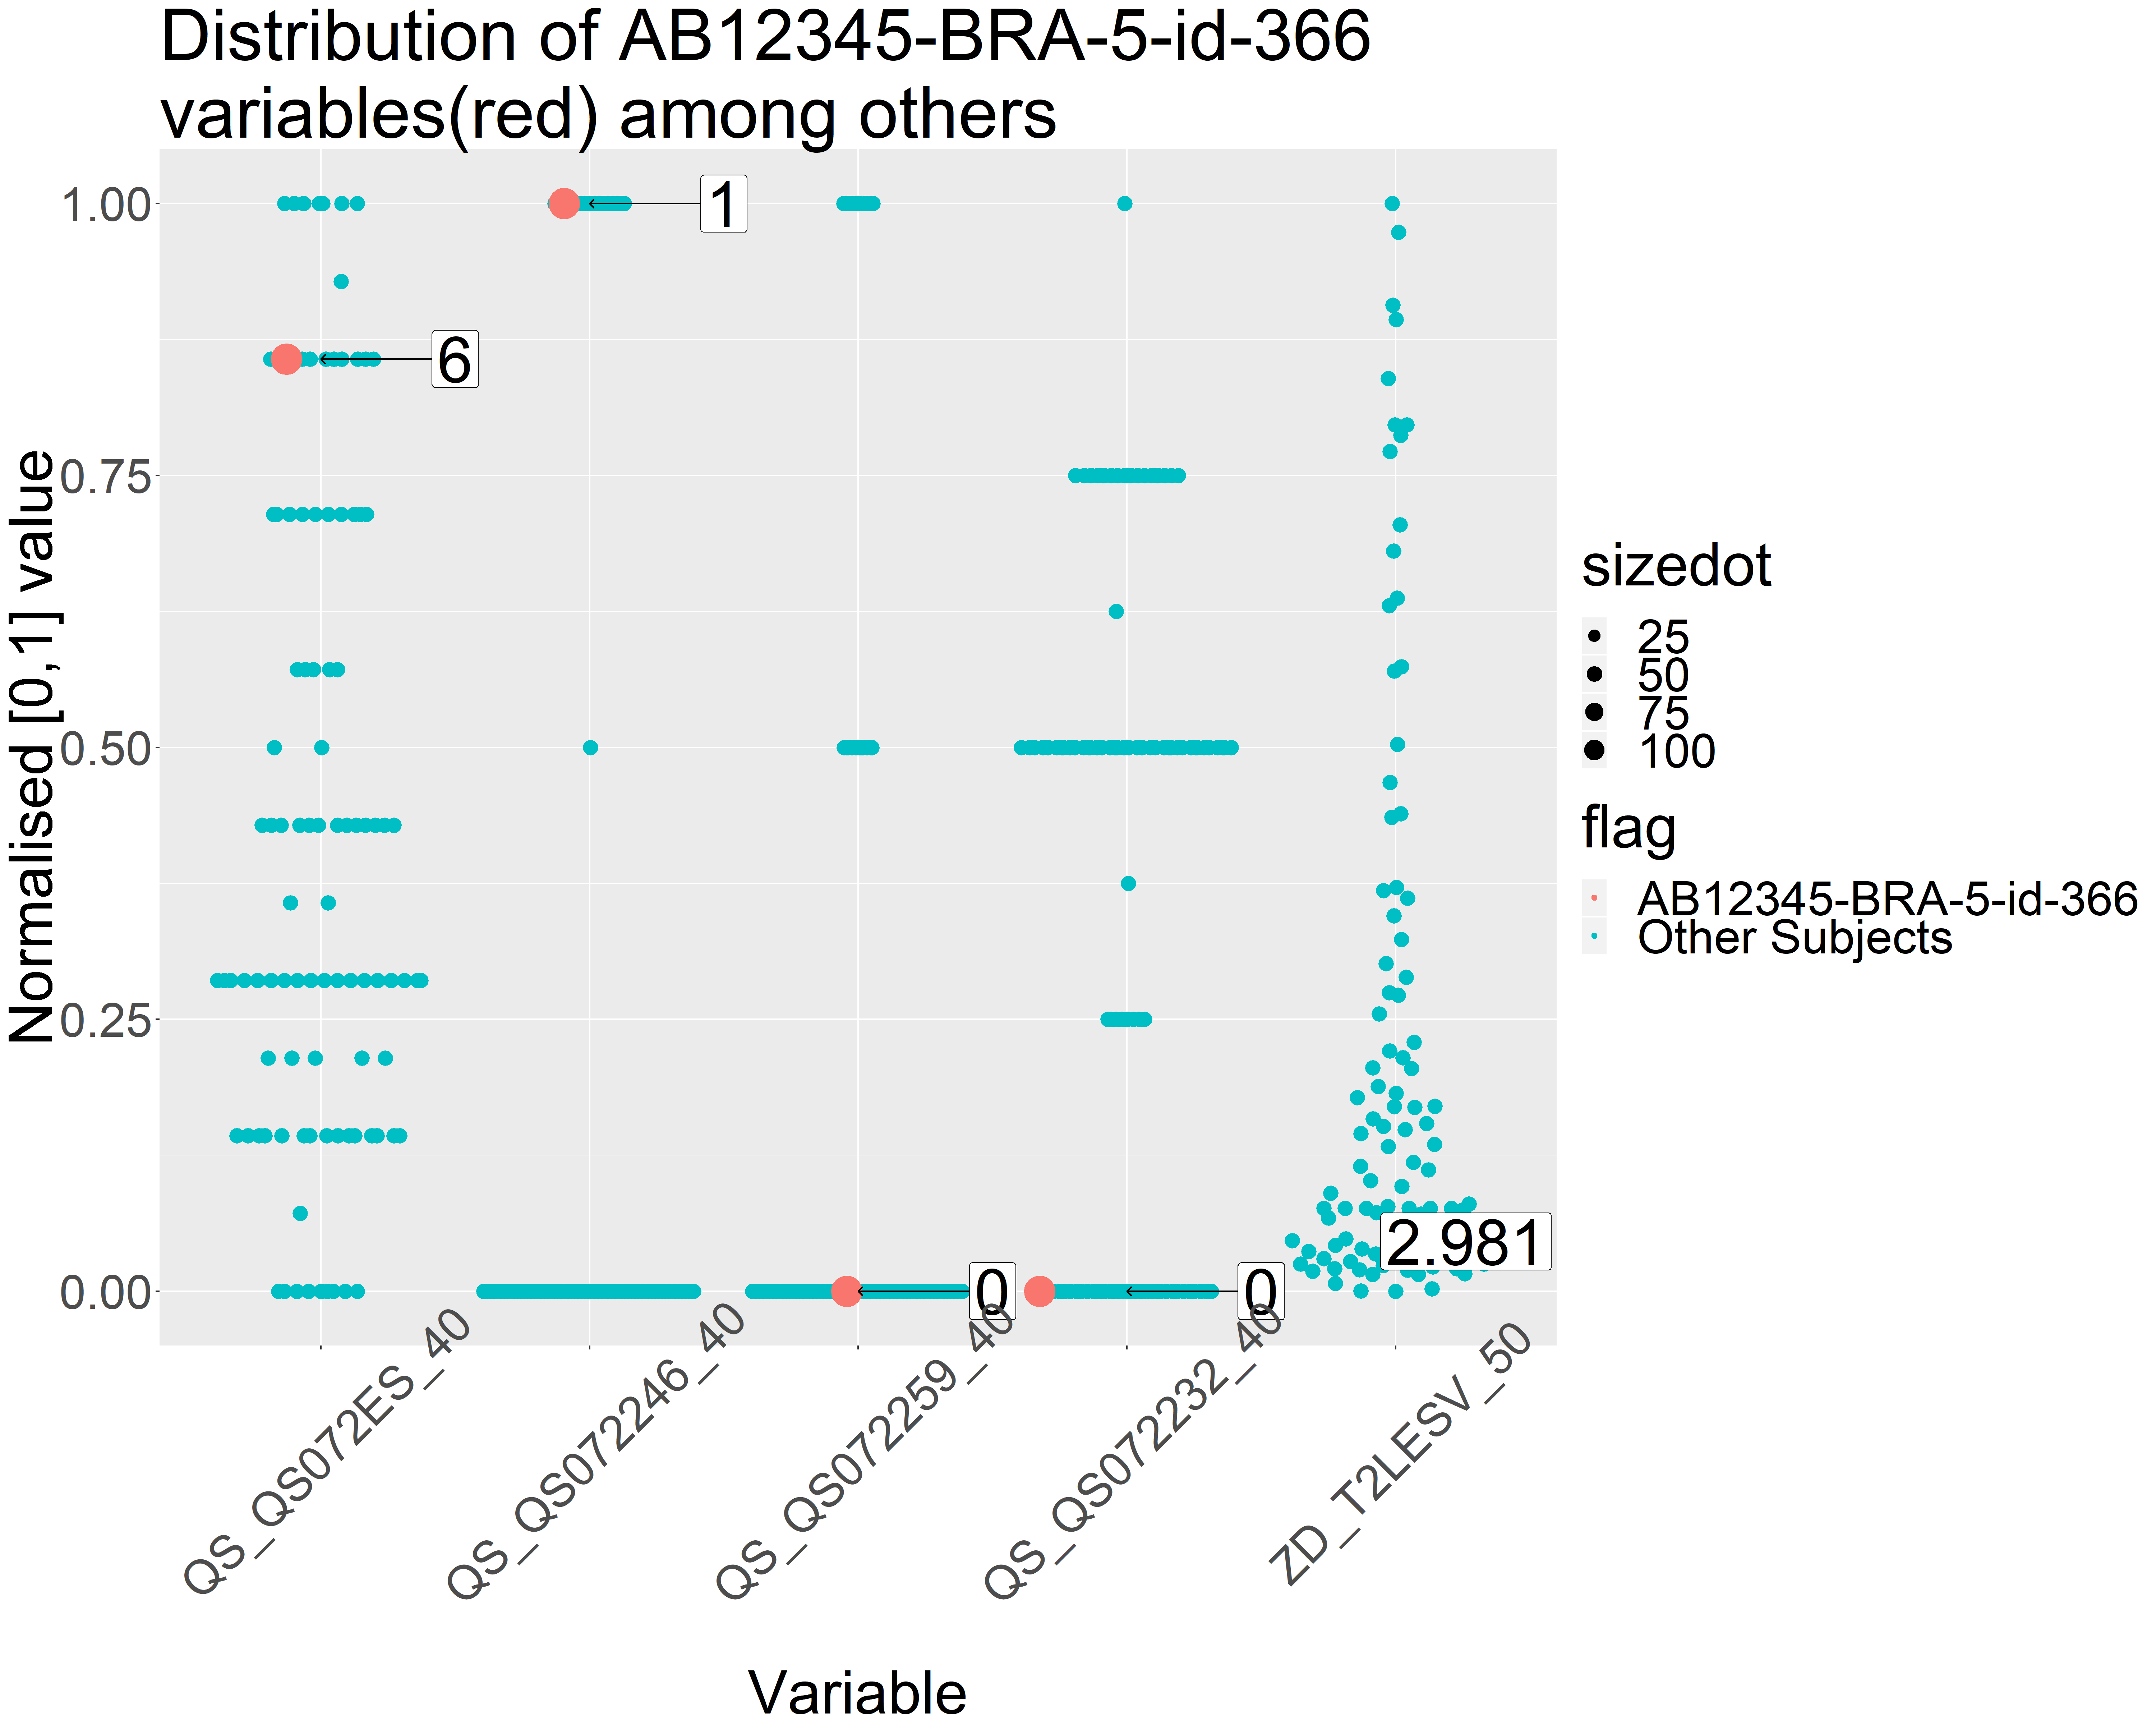 Distribution of AB12345-BRA-5-id-366
variables(red) among others
Normalised [0,1] value
1.00
0.75
0.50
0.25
0.00
1
6
0
0
2.981
QS_QS072ES_40
QS_QS072246_40
QS_QS072259_40
QS_QS072232_40
ZD_T2LESV_50
Variable
sizedot
25
50
75
100
flag
AB12345-BRA-5-id-366
Other Subjects